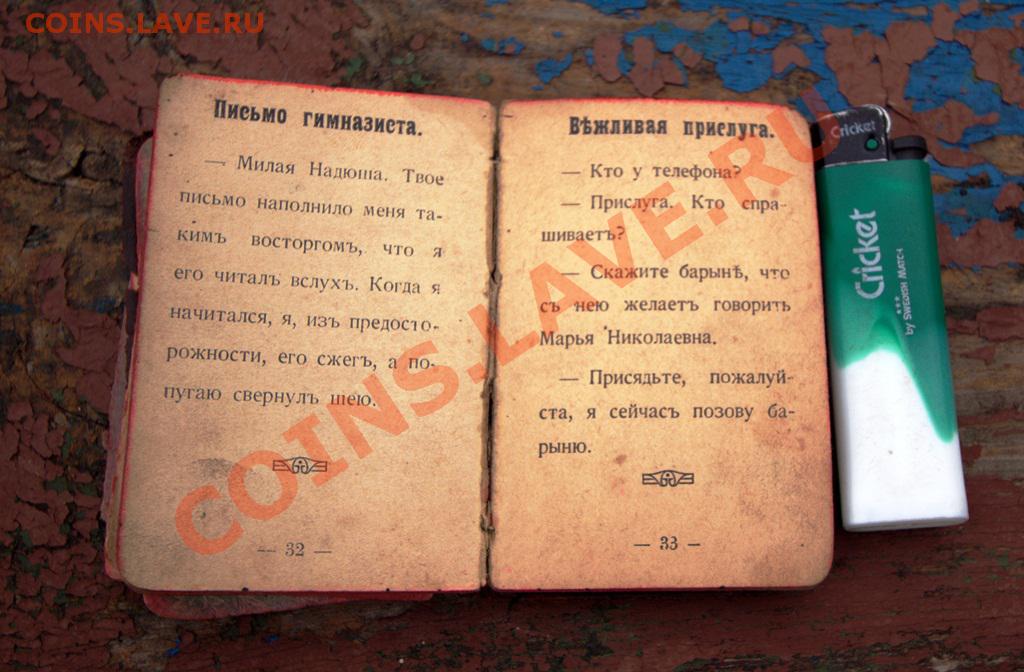 COINS.LAVE.RU
Письмо гимназиста.
— Милая Надюша. Твое
письмо наполнило меня та-
кимъ восторгомъ, что я
его читалъ вслухъ. Когда я
начитался, я, изъ предосто-
рожности, его сжегъ, а по-
пугаю свернулъ шею.
— 32 —
Вѣжливая прислуга.
— Кто у телефона?
— Прислуга. Кто спра-
шиваетъ?
— Скажите барынѣ, что
съ нею желаетъ говорить
Марья Николаевна.
— Присядьте, пожалуй-
ста, я сейчасъ позову ба-
рыню.
— 33 —
Cricket
Cricket
by SWEDISH MATCH
COINS.LAVE.RU